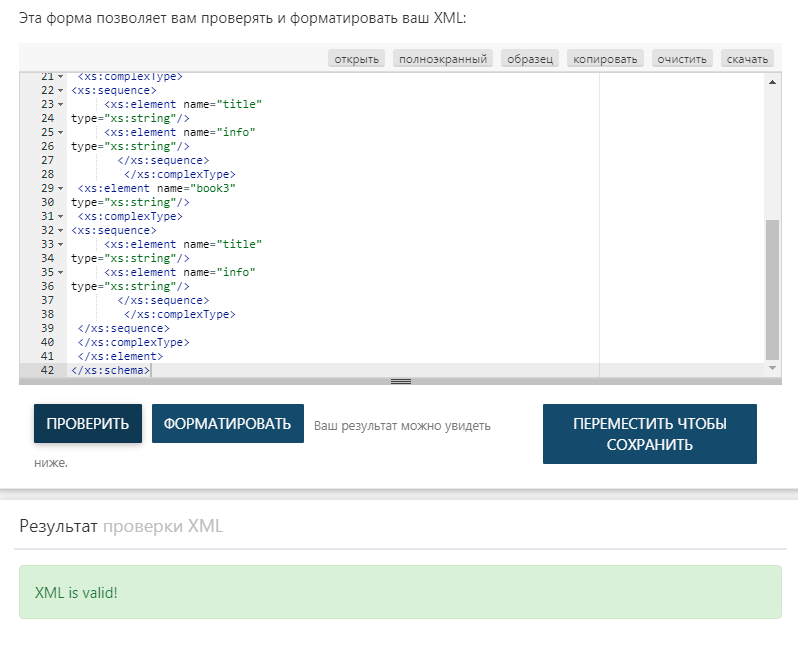 Эта форма позволяет вам проверять и форматировать ваш XML:
открыть полноэкранный образец копировать очистить скачать
21 <xs:complexType>
22 <xs:sequence>
23 <xs:element name="title"
24 type="xs:string"/>
25 <xs:element name="info"
26 type="xs:string"/>
27 </xs:sequence>
28 </xs:complexType>
29 <xs:element name="book3"
30 type="xs:string"/>
31 <xs:complexType>
32 <xs:sequence>
33 <xs:element name="title"
34 type="xs:string"/>
35 <xs:element name="info"
36 type="xs:string"/>
37 </xs:sequence>
38 </xs:complexType>
39 </xs:sequence>
40 </xs:complexType>
41 </xs:element>
42 </xs:schema>
ПРОВЕРИТЬ ФОРМАТИРОВАТЬ Ваш результат можно увидеть
ниже.
ПЕРЕМЕСТИТЬ ЧТОБЫ
СОХРАНИТЬ
Результат проверки XML
XML is valid!